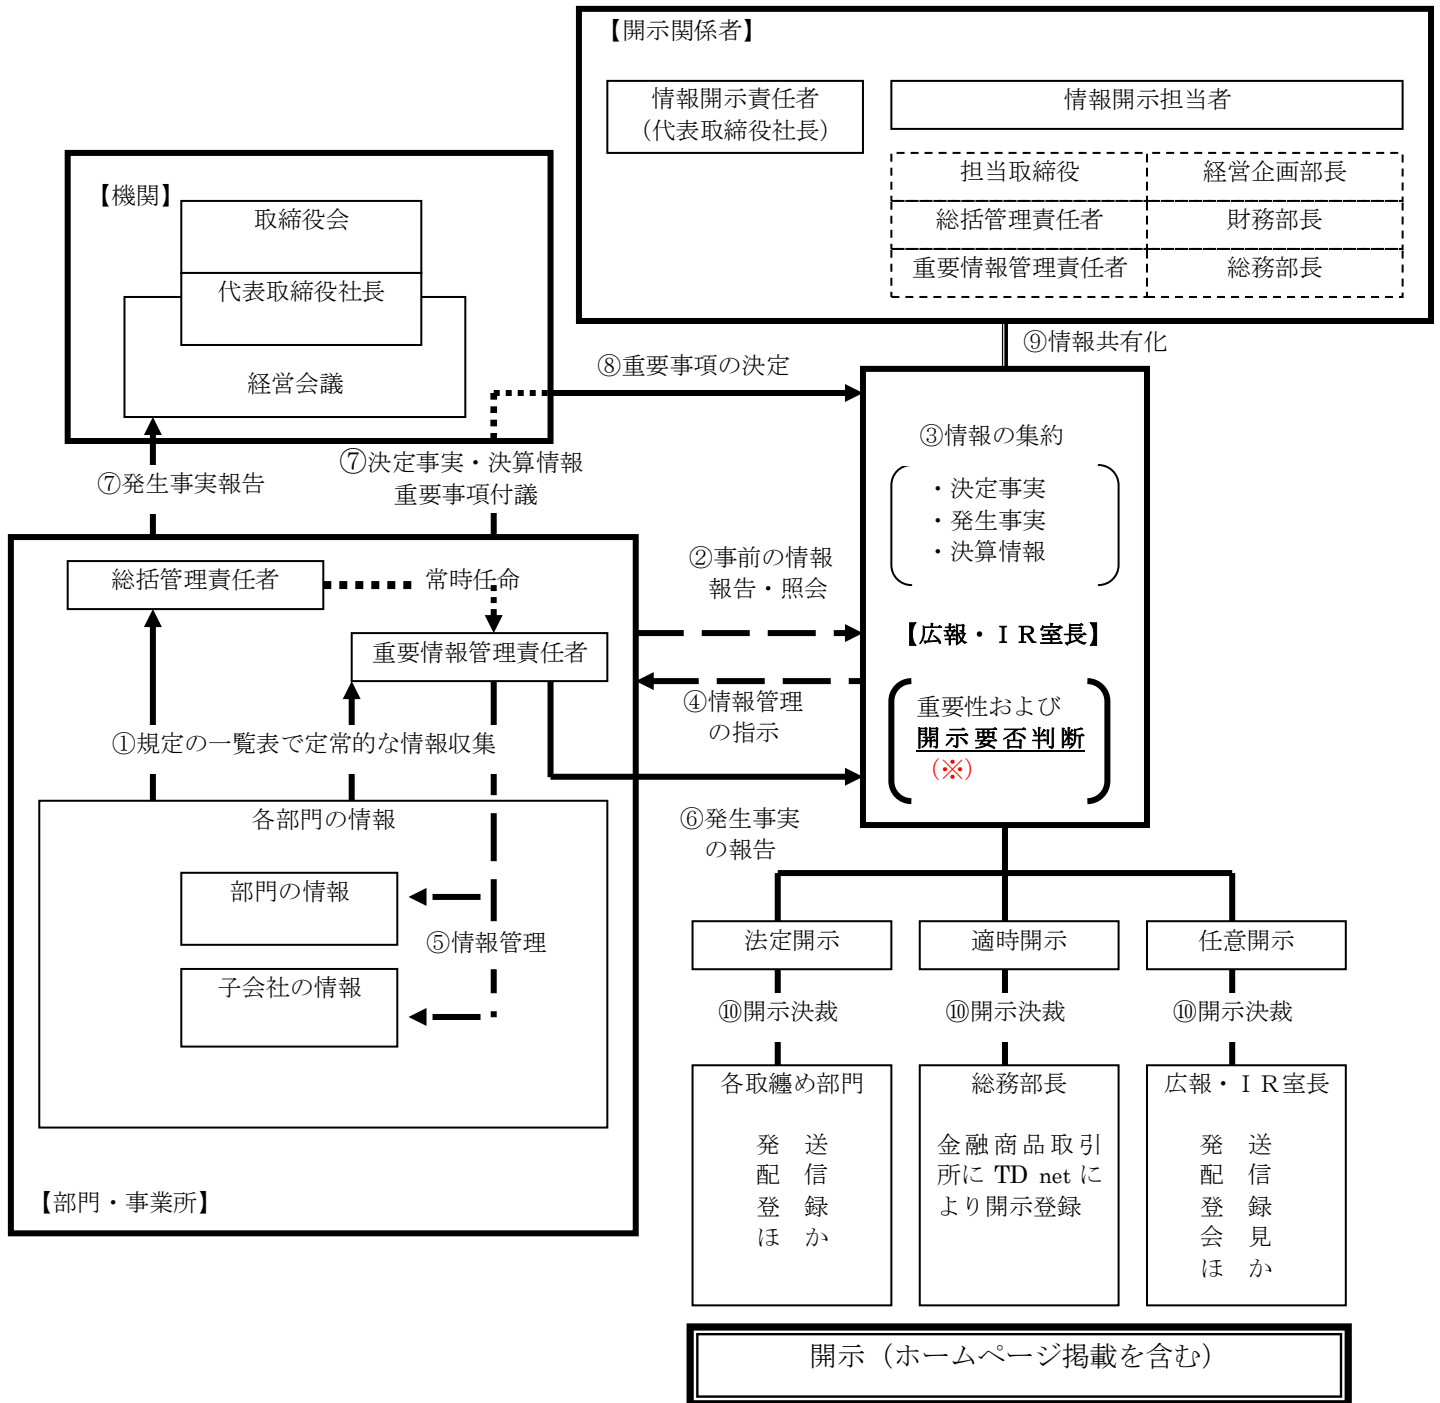 【開示関係者】
情報開示責任者
（代表取締役社長）
情報開示担当者
担当取締役
経営企画部長
総括管理責任者
財務部長
重要情報管理責任者
総務部長
【機関】
取締役会
代表取締役社長
経営会議
⑨情報共有化
⑧重要事項の決定
⑦発生事実報告
⑦決定事実・決算情報
重要事項付議
③情報の集約
・決定事実
・発生事実
・決算情報
【広報・ＩＲ室長】
重要性および
開示要否判断
（※）
総括管理責任者
常時任命
重要情報管理責任者
②事前の情報
報告・照会
④情報管理
の指示
①規定の一覧表で定常的な情報収集
⑥発生事実
の報告
各部門の情報
部門の情報
⑤情報管理
子会社の情報
【部門・事業所】
法定開示
適時開示
任意開示
⑩開示決裁
⑩開示決裁
⑩開示決裁
各取纏め部門
発　送
配　信
登　録
ほ　か
総務部長
金融商品取引
所に TD net に
より開示登録
広報・ＩＲ室長
発　送
配　信
登　録
会　見
ほ　か
開示（ホームページ掲載を含む）